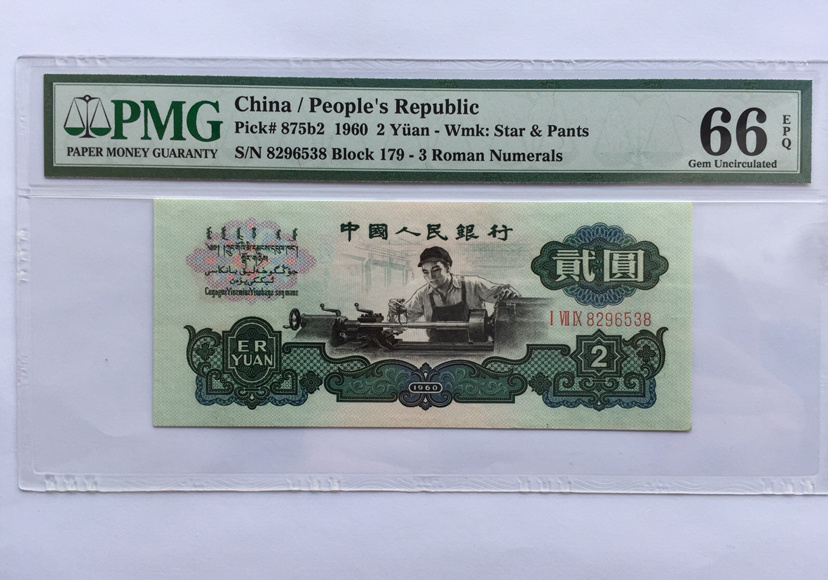 PMG
PAPER MONEY GUARANTY
China / People's Republic
Pick# 875b2 1960 2 Yüan - Wmk: Star & Pants
S/N 8296538 Block 179 - 3 Roman Numerals
66
EPQ
Gem Uncirculated
中國人民銀行
貳圓
I VII IX 8296538
ER
YUAN
2
1960